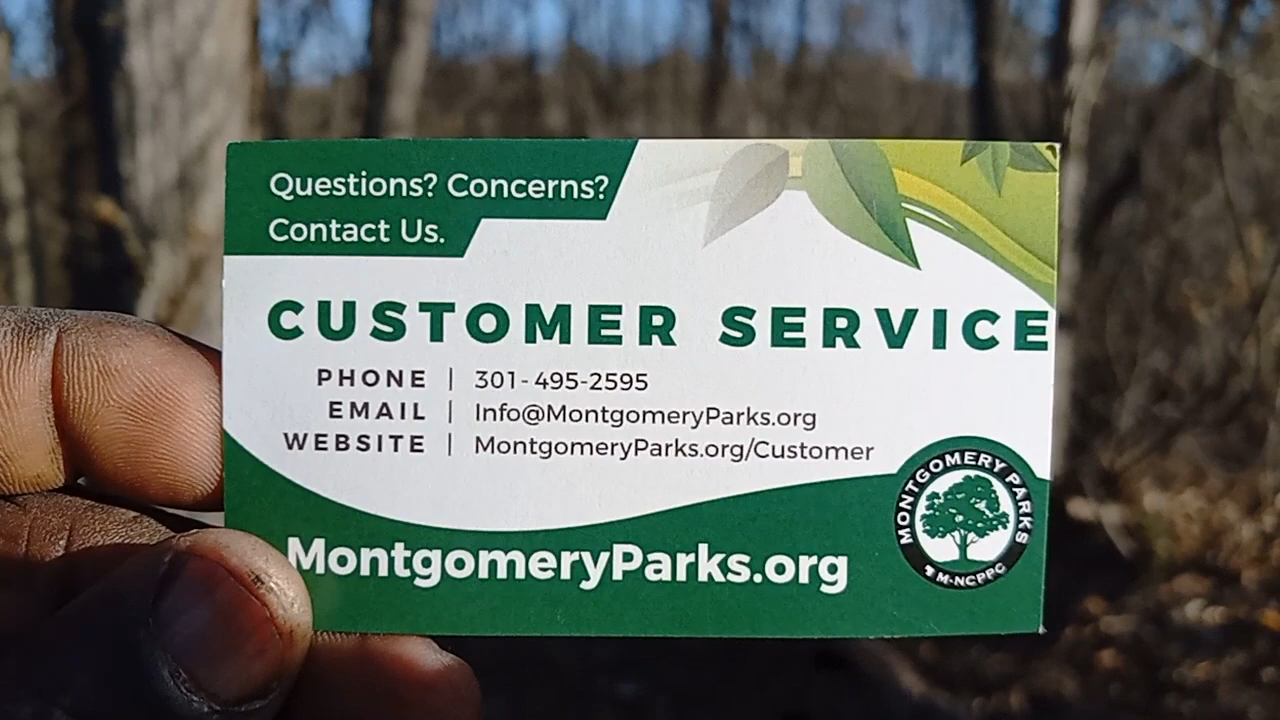 Questions? Concerns?
Contact Us.
CUSTOMER SERVICE
PHONE | 301-495-2595
EMAIL | Info@MontgomeryParks.org
WEBSITE | MontgomeryParks.org/Customer
MONTGOMERY PARKS
M-NCPPC
MontgomeryParks.org